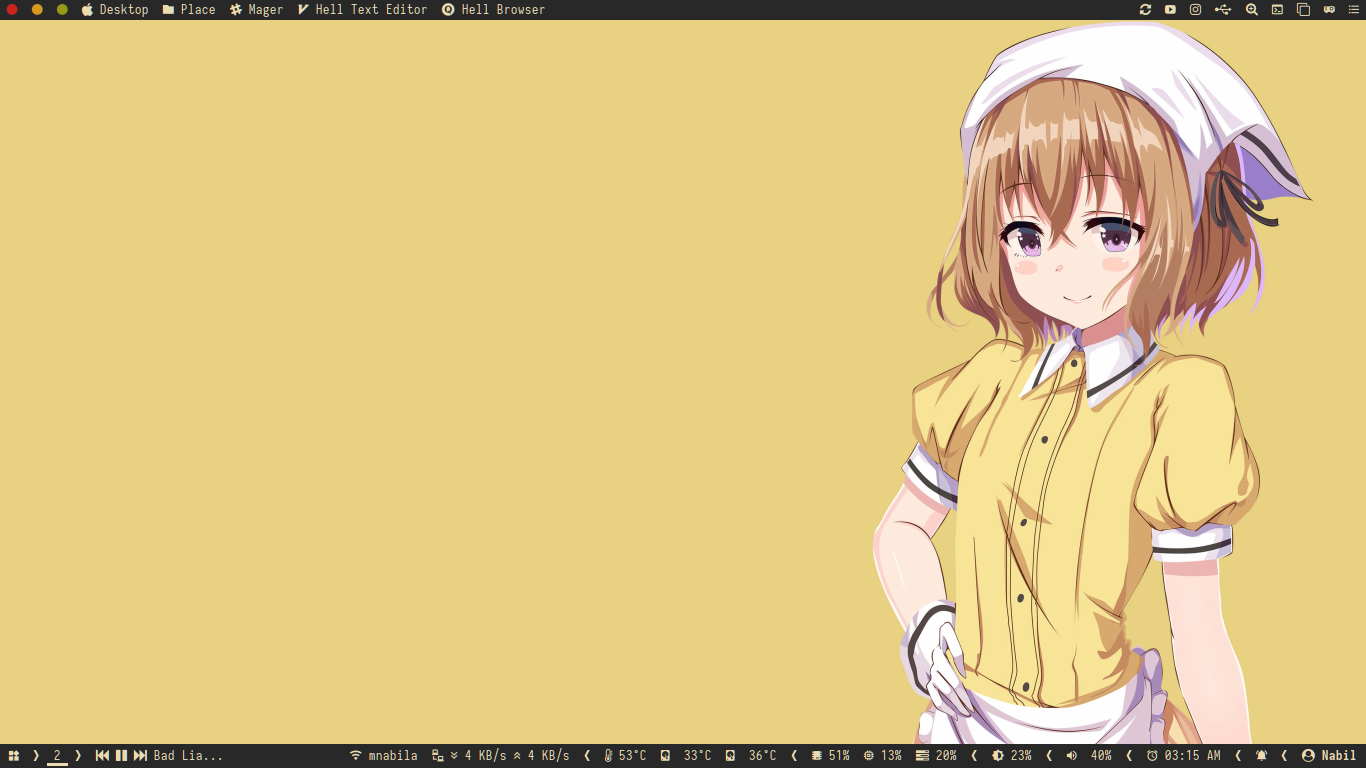 Desktop Place Mager Hell Text Editor Hell Browser
2 Bad Lia... mnabila 4 KB/s 4 KB/s 53°C 33°C 36°C 51% 13% 20% 23% 40% 03:15 AM Nabil